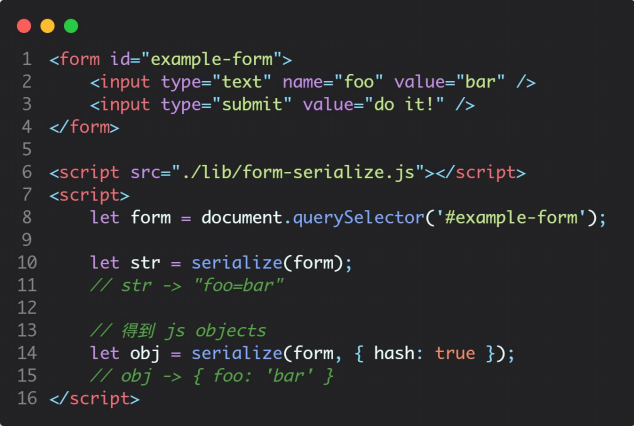 1 <form id="example-form">
2     <input type="text" name="foo" value="bar" />
3     <input type="submit" value="do it!" />
4 </form>
5
6 <script src="./lib/form-serialize.js"></script>
7 <script>
8     let form = document.querySelector('#example-form');
9
10     let str = serialize(form);
11     // str -> "foo=bar"
12
13     // 得到 js objects
14     let obj = serialize(form, { hash: true });
15     // obj -> { foo: 'bar' }
16 </script>